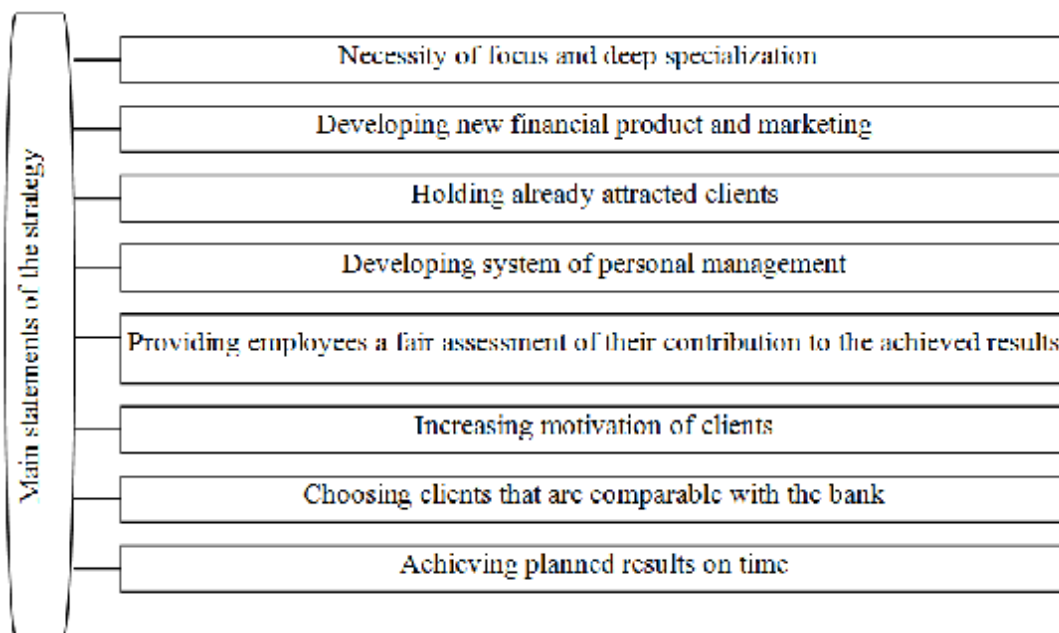 Main statements of the strategy
Necessity of focus and deep specialization
Developing new financial product and marketing
Holding already attracted clients
Developing system of personal management
Providing employees a fair assessment of their contribution to the achieved results
Increasing motivation of clients
Choosing clients that are comparable with the bank
Achieving planned results on time